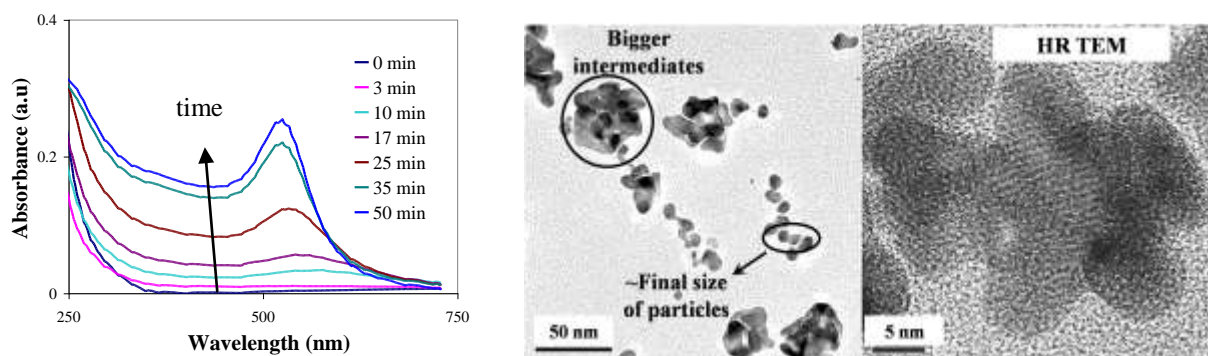 0.4
0.2
0
Absorbance (a.u)
250
500
750
Wavelength (nm)
time
0 min
3 min
10 min
17 min
25 min
35 min
50 min
Bigger
intermediates
~Final size
of particles
50 nm
HR TEM
5 nm